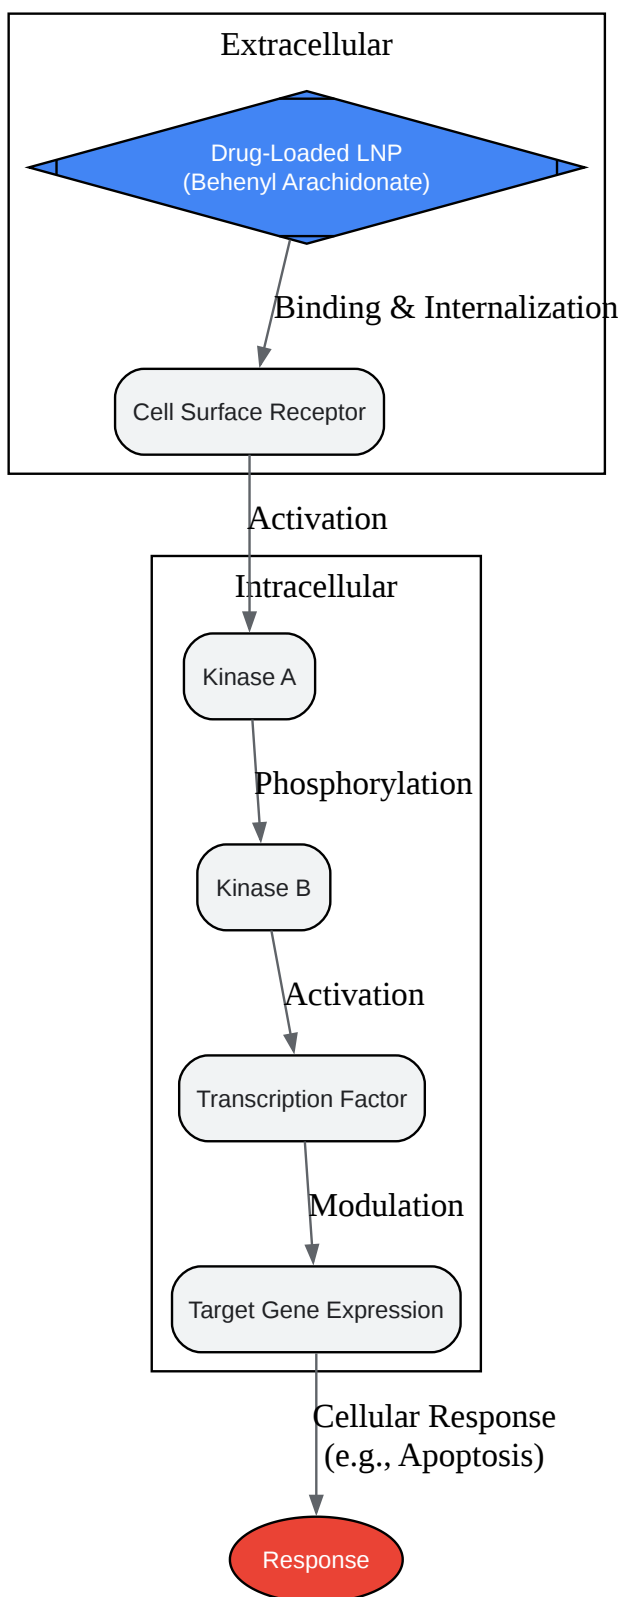 Extracellular
Drug-Loaded LNP
(Behenyl Arachidonate)
Binding & Internalization
Cell Surface Receptor
Activation
Intracellular
Kinase A
Phosphorylation
Kinase B
Activation
Transcription Factor
Modulation
Target Gene Expression
Cellular Response
(e.g., Apoptosis)
Response